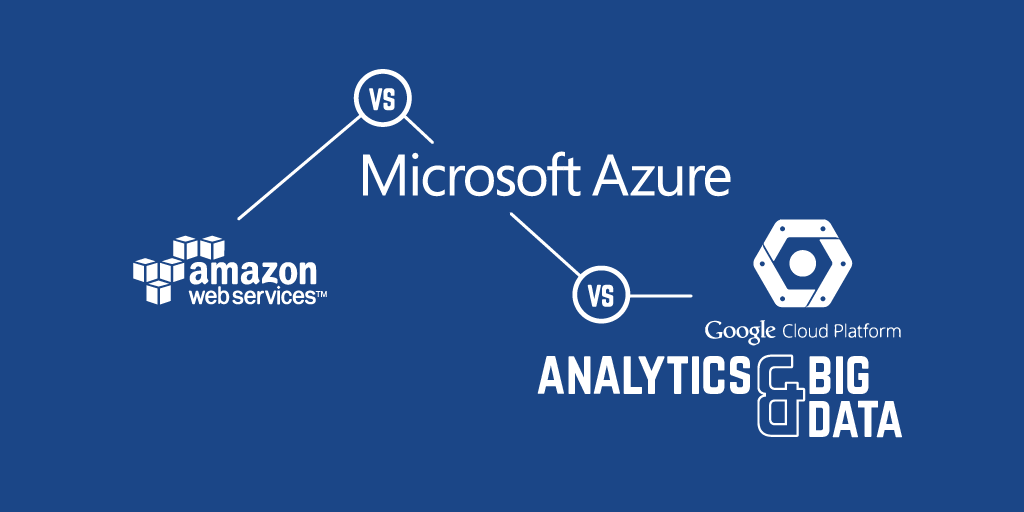 VS
Microsoft Azure
amazon
web services™
VS
Google Cloud Platform
ANALYTICS & BIG
DATA